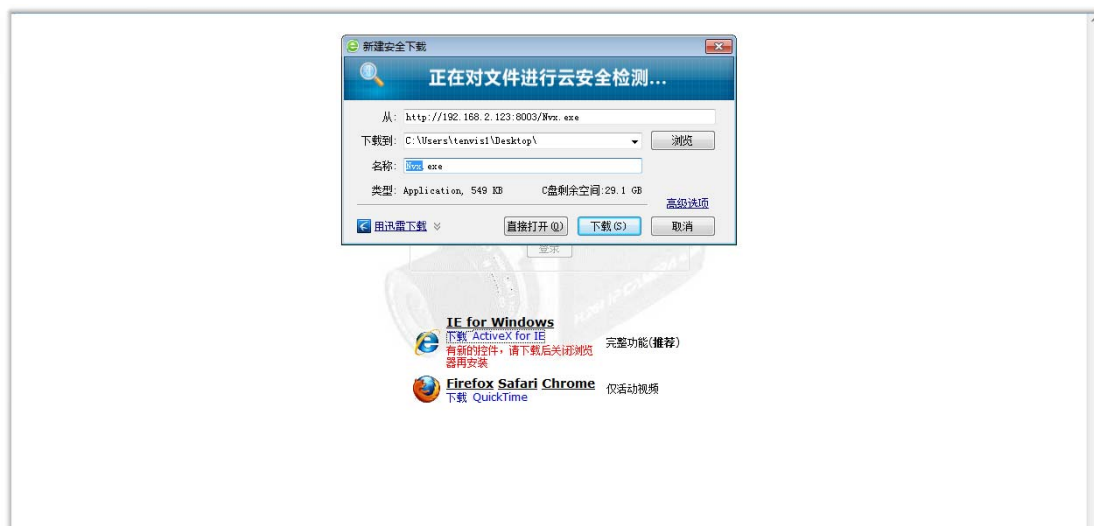 新建安全下载
正在对文件进行云安全检测...
从: http://192.168.2.123:8003/Nvx.exe
下载到: C:\Users\tenvis1\Desktop\ 浏览
名称: Nvx.exe
类型: Application, 549 KB C盘剩余空间:29.1 GB
高级选项
用迅雷下载 直接打开(O) 下载(S) 取消
登录
IE for Windows
下载 ActiveX for IE
完整功能(推荐)
有新的控件，请下载后关闭浏览
器再安装
Firefox Safari Chrome
仅活动视频
下载 QuickTime